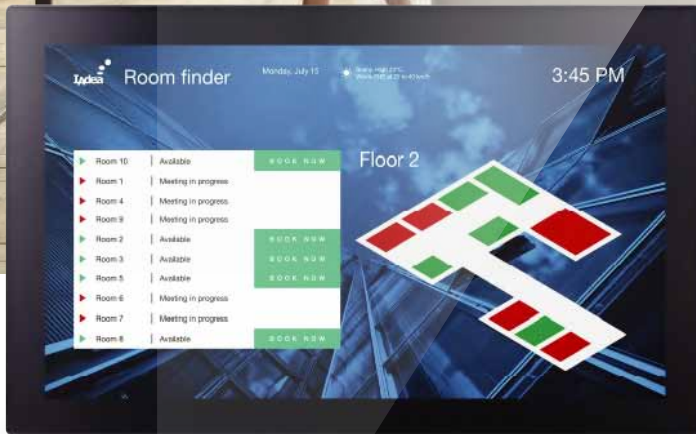 IAdea Room finder
Monday, July 15
3:45 PM
Floor 2
Room 10 | Available BOOK NOW
Room 1 | Meeting in progress
Room 4 | Meeting in progress
Room 9 | Meeting in progress
Room 2 | Available BOOK NOW
Room 3 | Available BOOK NOW
Room 5 | Available BOOK NOW
Room 6 | Meeting in progress
Room 7 | Meeting in progress
Room 8 | Available BOOK NOW